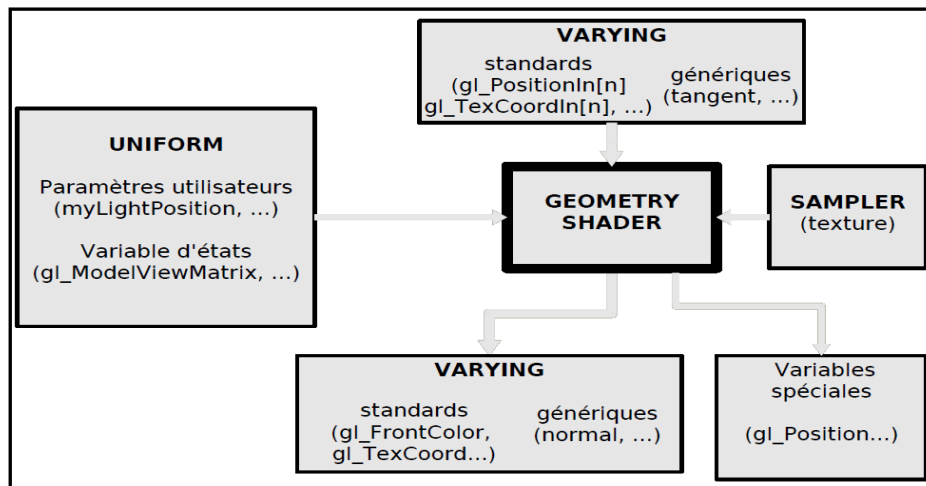 VARYING
standards
(gl_PositionIn[n]
gl_TexCoordIn[n], ...)
génériques
(tangent, ...)
UNIFORM
Paramètres utilisateurs
(myLightPosition, ...)
Variable d'états
(gl_ModelViewMatrix, ...)
GEOMETRY
SHADER
SAMPLER
(texture)
VARYING
standards
(gl_FrontColor,
gl_TexCoord...)
génériques
(normal, ...)
Variables
spéciales
(gl_Position...)